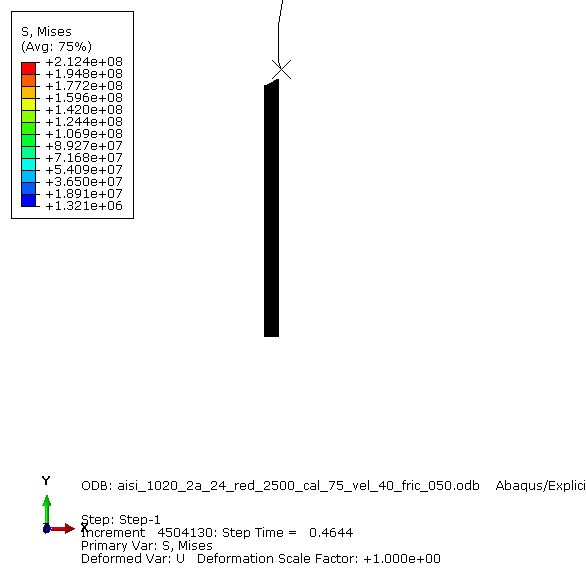 S, Mises
(Avg: 75%)
+2.124e+08
+1.948e+08
+1.772e+08
+1.596e+08
+1.420e+08
+1.244e+08
+1.069e+08
+8.927e+07
+7.168e+07
+5.409e+07
+3.650e+07
+1.891e+07
+1.321e+06
Y
ODB: aisi_1020_2a_24_red_2500_cal_75_vel_40_fric_050.odb Abaqus/Explici
Step: Step-1
X
Increment 4504130: Step Time = 0.4644
Primary Var: S, Mises
Deformed Var: U Deformation Scale Factor: +1.000e+00